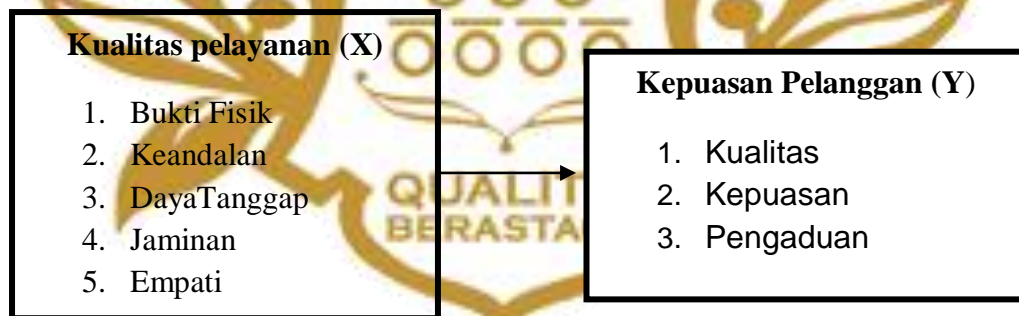 Kualitas pelayanan (X)
1. Bukti Fisik
2. Keandalan
3. DayaTanggap
4. Jaminan
5. Empati
Kepuasan Pelanggan (Y)
1. Kualitas
2. Kepuasan
3. Pengaduan
QUALIT
BERASTA